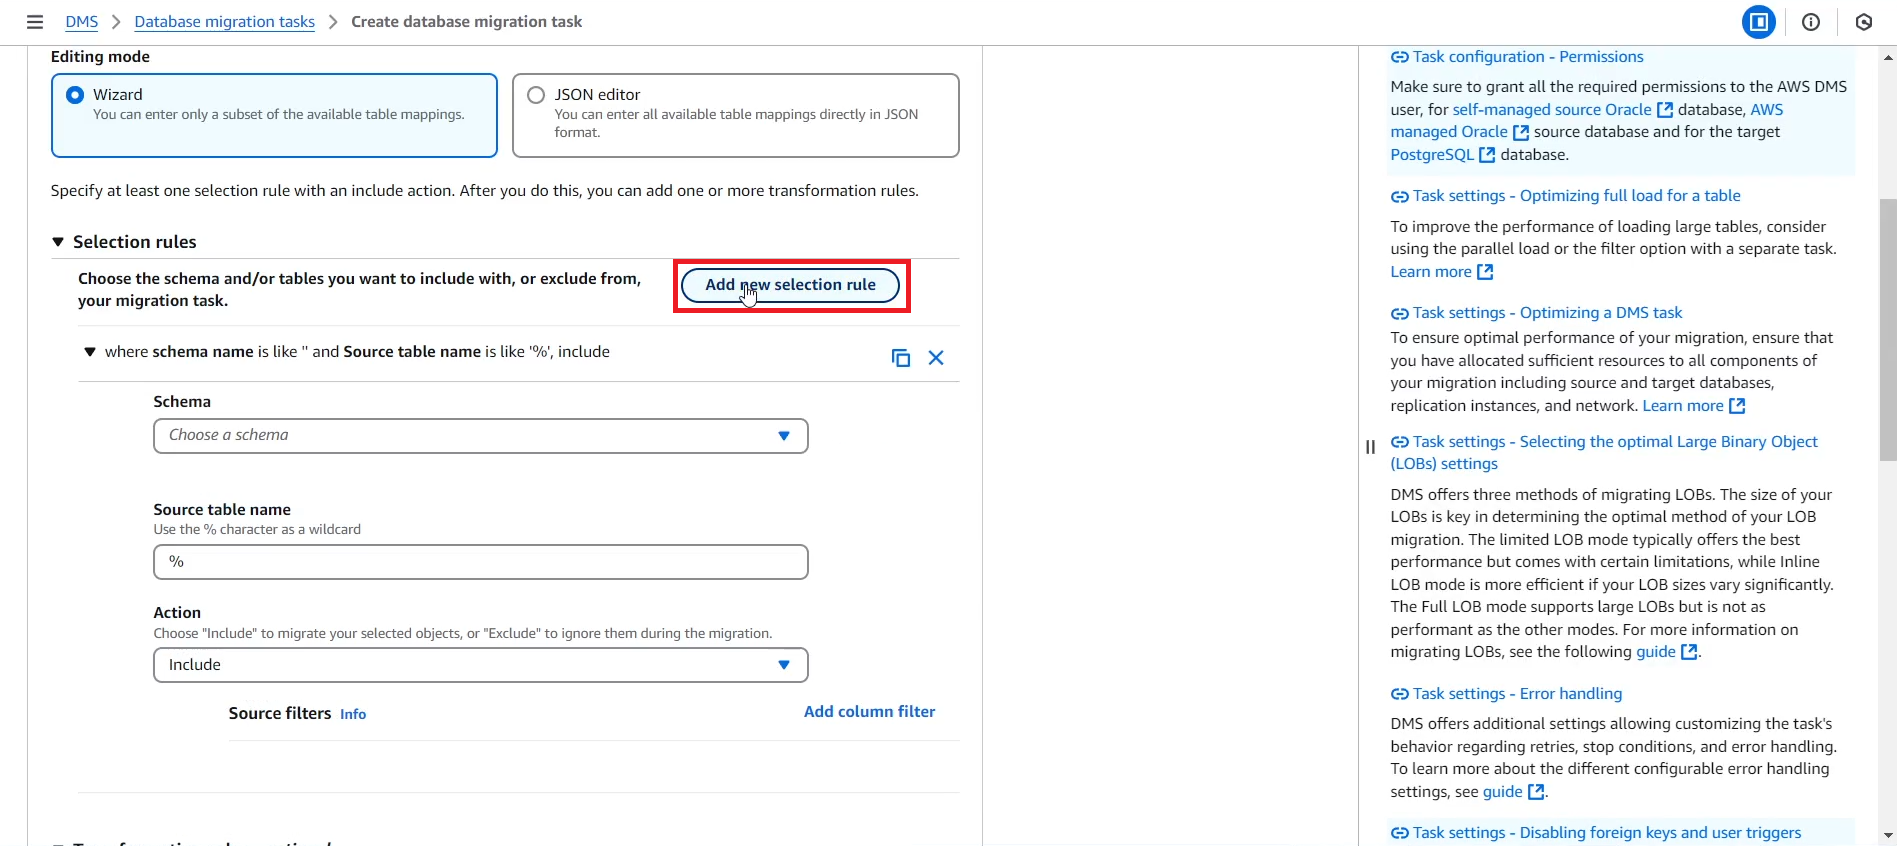 DMS > Database migration tasks > Create database migration task
Editing mode
Wizard
You can enter only a subset of the available table mappings.
JSON editor
You can enter all available table mappings directly in JSON
format.
Specify at least one selection rule with an include action. After you do this, you can add one or more transformation rules.
Selection rules
Choose the schema and/or tables you want to include with, or exclude from,
your migration task.
Add new selection rule
where schema name is like '' and Source table name is like '%', include
Schema
Choose a schema
Source table name
Use the % character as a wildcard
%
Action
Choose "Include" to migrate your selected objects, or "Exclude" to ignore them during the migration.
Include
Source filters Info
Add column filter
Task configuration - Permissions
Make sure to grant all the required permissions to the AWS DMS
user, for self-managed source Oracle database, AWS
managed Oracle source database and for the target
PostgreSQL database.
Task settings - Optimizing full load for a table
To improve the performance of loading large tables, consider
using the parallel load or the filter option with a separate task.
Learn more
Task settings - Optimizing a DMS task
To ensure optimal performance of your migration, ensure that
you have allocated sufficient resources to all components of
your migration including source and target databases,
replication instances, and network. Learn more
Task settings - Selecting the optimal Large Binary Object
(LOBs) settings
DMS offers three methods of migrating LOBs. The size of your
LOBs is key in determining the optimal method of your LOB
migration. The limited LOB mode typically offers the best
performance but comes with certain limitations, while Inline
LOB mode is more efficient if your LOB sizes vary significantly.
The Full LOB mode supports large LOBs but is not as
performant as the other modes. For more information on
migrating LOBs, see the following guide.
Task settings - Error handling
DMS offers additional settings allowing customizing the task's
behavior regarding retries, stop conditions, and error handling.
To learn more about the different configurable error handling
settings, see guide.
Task settings - Disabling foreign keys and user triggers